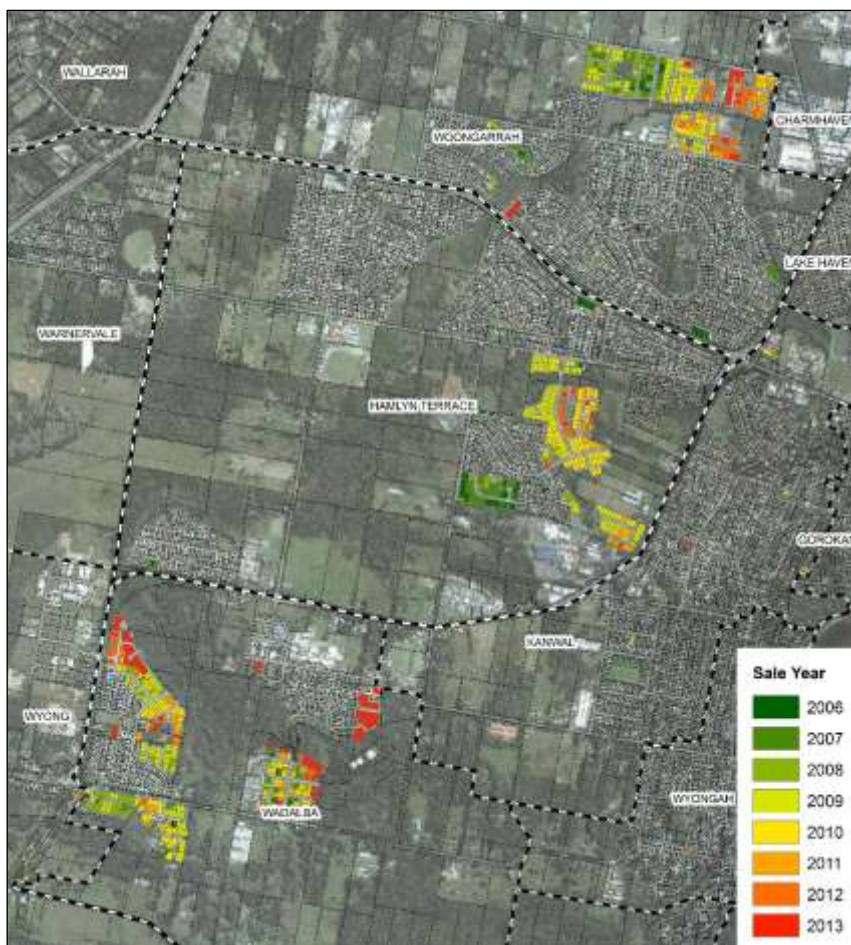 WALLARAH
WOONGARRAH
CHARMHAVEN
LAKE HAVEN
WARNERVALE
HAMLYN TERRACE
GOROKAN
KANWAL
WYONG
WADALBA
WYONGAH
Sale Year
2006
2007
2008
2009
2010
2011
2012
2013